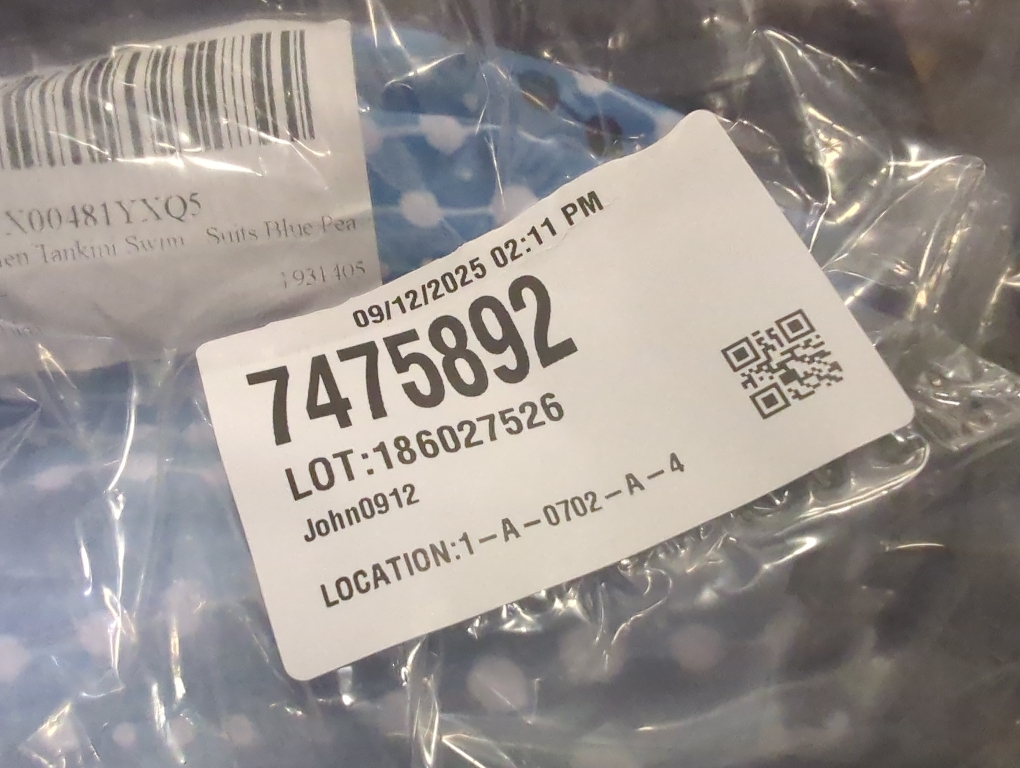 X00481YXQ5
en Tankini Swim Suits Blue Pea
1931405
09/12/2025 02:11 PM
7475892
LOT:186027526
John0912
LOCATION:1-A-0702-A-4